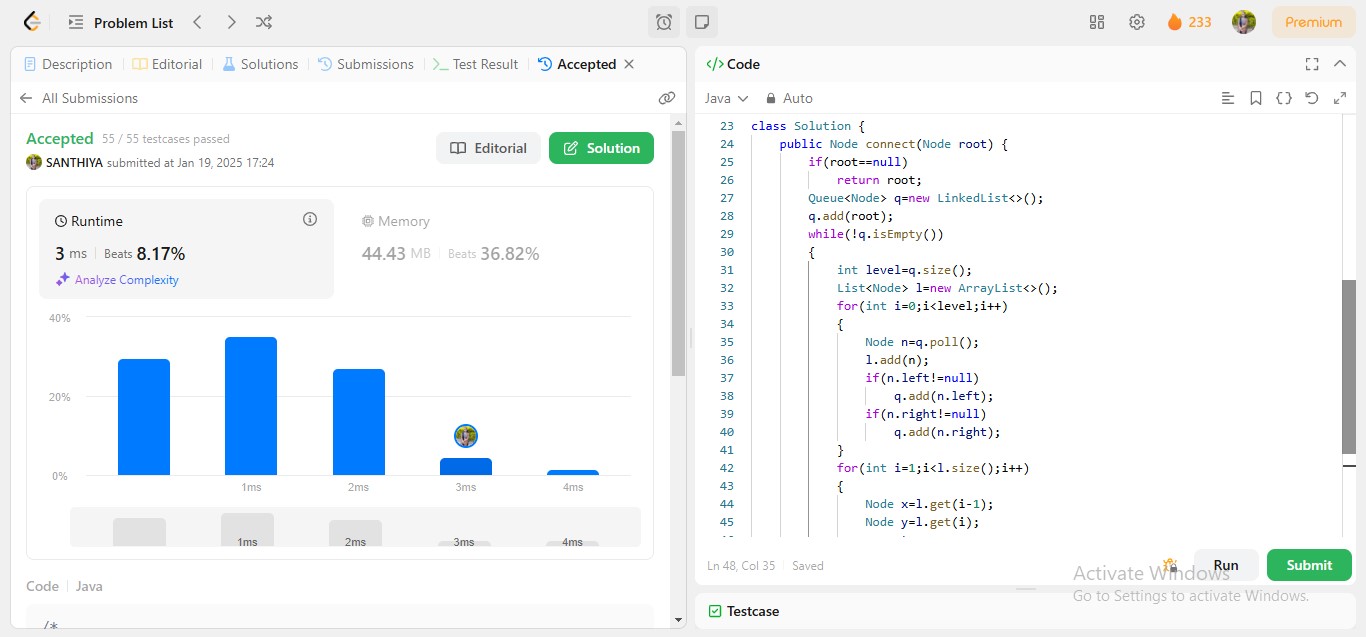 Problem List
233
Premium
Description
Editorial
Solutions
Submissions
Test Result
Accepted
All Submissions
Accepted 55 / 55 testcases passed
SANTHIYA submitted at Jan 19, 2025 17:24
Editorial
Solution
Runtime
3 ms Beats 8.17%
Analyze Complexity
Memory
44.43 MB Beats 36.82%
40%
20%
0%
1ms 2ms 3ms 4ms
1ms 2ms 3ms 4ms
Code Java
/*
</> Code
Java Auto
23 class Solution {
24 public Node connect(Node root) {
25 if(root==null)
26 return root;
27 Queue<Node> q=new LinkedList<>();
28 q.add(root);
29 while(!q.isEmpty())
30 {
31 int level=q.size();
32 List<Node> l=new ArrayList<>();
33 for(int i=0;i<level;i++)
34 {
35 Node n=q.poll();
36 l.add(n);
37 if(n.left!=null)
38 q.add(n.left);
39 if(n.right!=null)
40 q.add(n.right);
41 }
42 for(int i=1;i<l.size();i++)
43 {
44 Node x=l.get(i-1);
45 Node y=l.get(i);
Ln 48, Col 35 Saved
Run
Submit
Activate Windows
Go to Settings to activate Windows.
Testcase